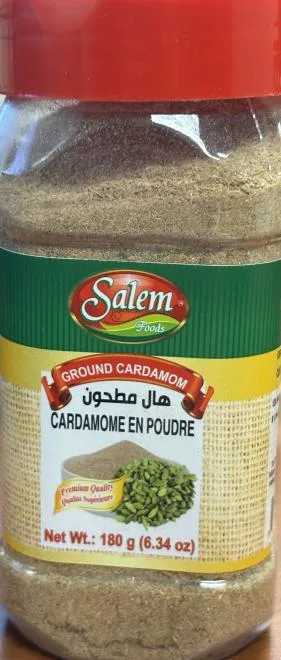 Salem
Foods
GROUND CARDAMOM
هال مطحون
CARDAMOME EN POUDRE
Premium Quality
Qualité Supérieure
Net Wt.: 180 g (6.34 oz)